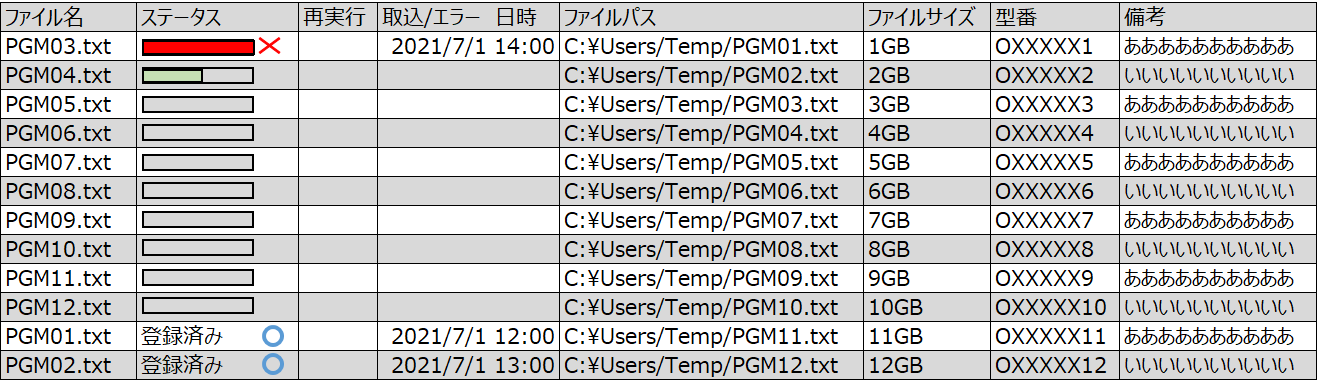 ファイル名 ステータス 再実行 取込/エラー 日時 ファイルパス ファイルサイズ 型番 備考
PGM03.txt 2021/7/1 14:00 C:¥Users/Temp/PGM01.txt 1GB OXXXXX1 ああああああああああ
PGM04.txt C:¥Users/Temp/PGM02.txt 2GB OXXXXX2 いいいいいいいいいい
PGM05.txt C:¥Users/Temp/PGM03.txt 3GB OXXXXX3 ああああああああああ
PGM06.txt C:¥Users/Temp/PGM04.txt 4GB OXXXXX4 いいいいいいいいいい
PGM07.txt C:¥Users/Temp/PGM05.txt 5GB OXXXXX5 ああああああああああ
PGM08.txt C:¥Users/Temp/PGM06.txt 6GB OXXXXX6 いいいいいいいいいい
PGM09.txt C:¥Users/Temp/PGM07.txt 7GB OXXXXX7 ああああああああああ
PGM10.txt C:¥Users/Temp/PGM08.txt 8GB OXXXXX8 いいいいいいいいいい
PGM11.txt C:¥Users/Temp/PGM09.txt 9GB OXXXXX9 ああああああああああ
PGM12.txt C:¥Users/Temp/PGM10.txt 10GB OXXXXX10 いいいいいいいいいい
PGM01.txt 登録済み 2021/7/1 12:00 C:¥Users/Temp/PGM11.txt 11GB OXXXXX11 ああああああああああ
PGM02.txt 登録済み 2021/7/1 13:00 C:¥Users/Temp/PGM12.txt 12GB OXXXXX12 いいいいいいいいいい